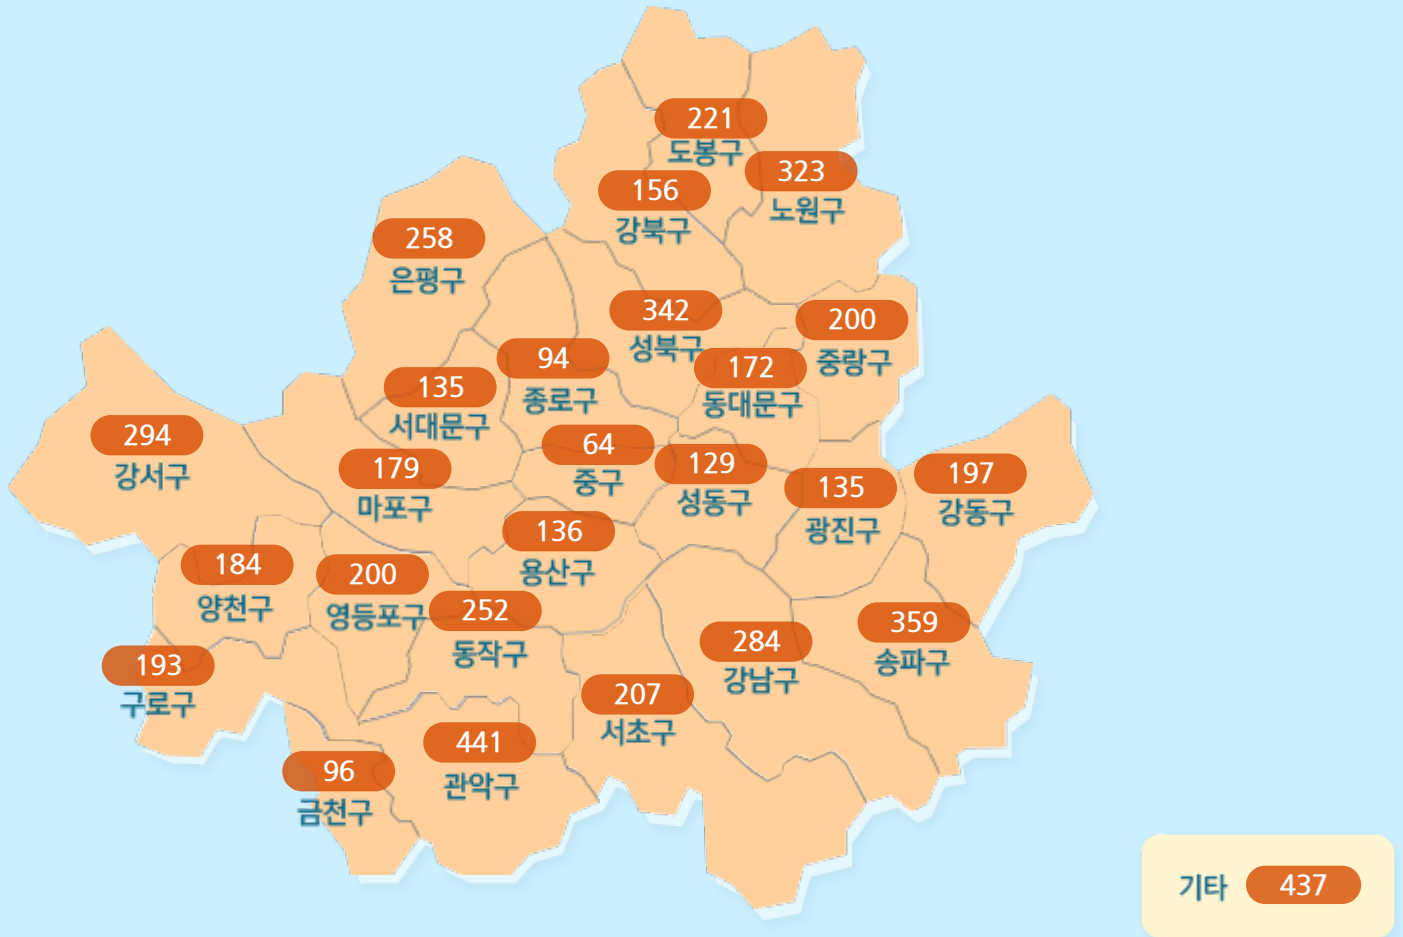 221
도봉구
323
노원구
156
강북구
258
은평구
342
성북구
200
중랑구
94
종로구
172
동대문구
135
서대문구
294
강서구
179
마포구
64
중구
129
성동구
135
광진구
197
강동구
136
용산구
184
양천구
200
영등포구
252
동작구
359
송파구
284
강남구
193
구로구
207
서초구
441
관악구
96
금천구
기타 437